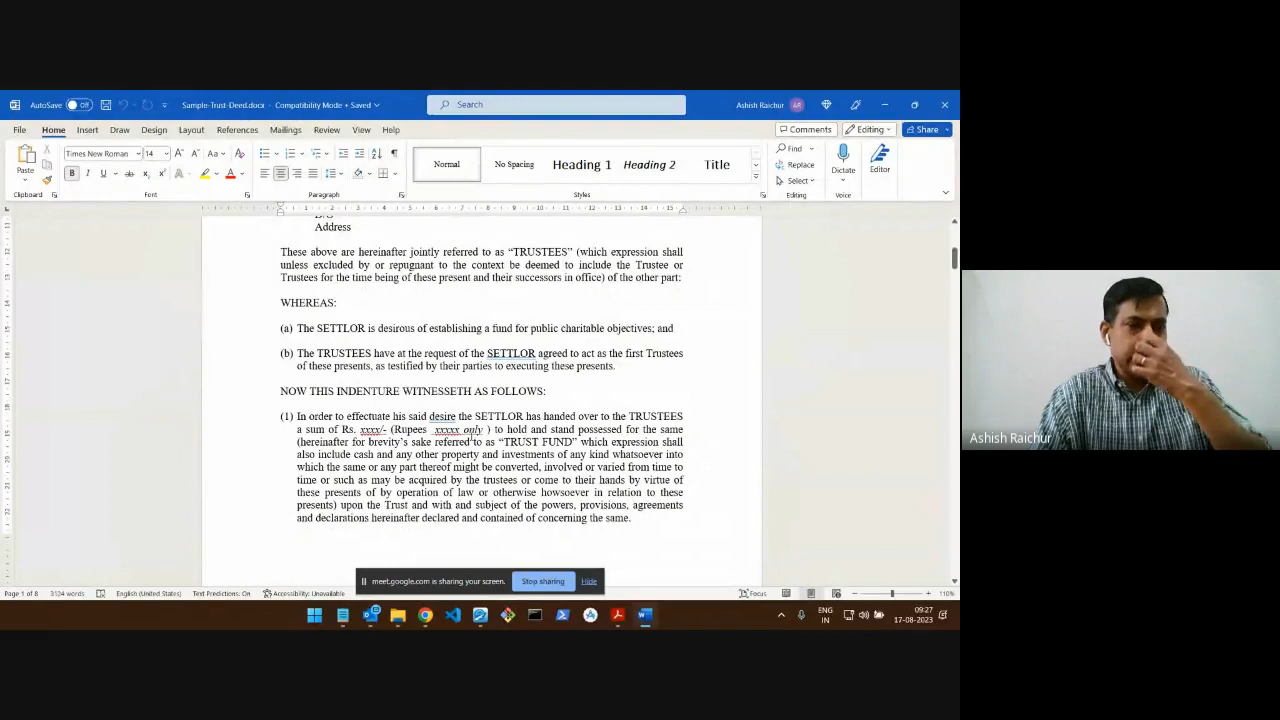 AutoSave Off Sample-Trust-Deed.docx - Compatibility Mode • Saved Search Ashish Raichur AR
File Home Insert Draw Design Layout References Mailings Review View Help Comments Editing Share
Paste Times New Roman 14 Normal No Spacing Heading 1 Heading 2 Title Find Replace Select Dictate Editor
Clipboard Font Paragraph Styles Editing Voice Editor
Address
These above are hereinafter jointly referred to as “TRUSTEES” (which expression shall
unless excluded by or repugnant to the context be deemed to include the Trustee or
Trustees for the time being of these present and their successors in office) of the other part:
WHEREAS:
(a) The SETTLOR is desirous of establishing a fund for public charitable objectives; and
(b) The TRUSTEES have at the request of the SETTLOR agreed to act as the first Trustees
of these presents, as testified by their parties to executing these presents.
NOW THIS INDENTURE WITNESSETH AS FOLLOWS:
(1) In order to effectuate his said desire the SETTLOR has handed over to the TRUSTEES
a sum of Rs. xxxx/- (Rupees xxxxx only ) to hold and stand possessed for the same
(hereinafter for brevity’s sake referred to as “TRUST FUND” which expression shall
also include cash and any other property and investments of any kind whatsoever into
which the same or any part thereof might be converted, involved or varied from time to
time or such as may be acquired by the trustees or come to their hands by virtue of
these presents of by operation of law or otherwise howsoever in relation to these
presents) upon the Trust and with and subject of the powers, provisions, agreements
and declarations hereinafter declared and contained of concerning the same.
meet.google.com is sharing your screen. Stop sharing Hide
Page 1 of 8 3124 words English (United States) Text Predictions: On Accessibility: Unavailable Focus 110%
ENG
IN
09:27
17-08-2023
Ashish Raichur